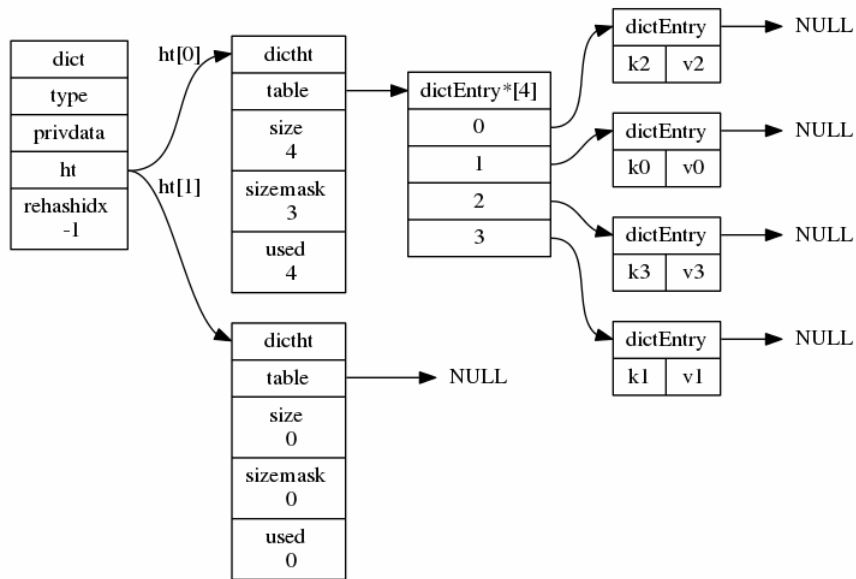 dict
type
privdata
ht
rehashidx
-1
ht[0]
ht[1]
dictht
table
size
4
sizemask
3
used
4
dictht
table
size
0
sizemask
0
used
0
NULL
dictEntry*[4]
0
1
2
3
dictEntry
k2 v2
NULL
dictEntry
k0 v0
NULL
dictEntry
k3 v3
NULL
dictEntry
k1 v1
NULL